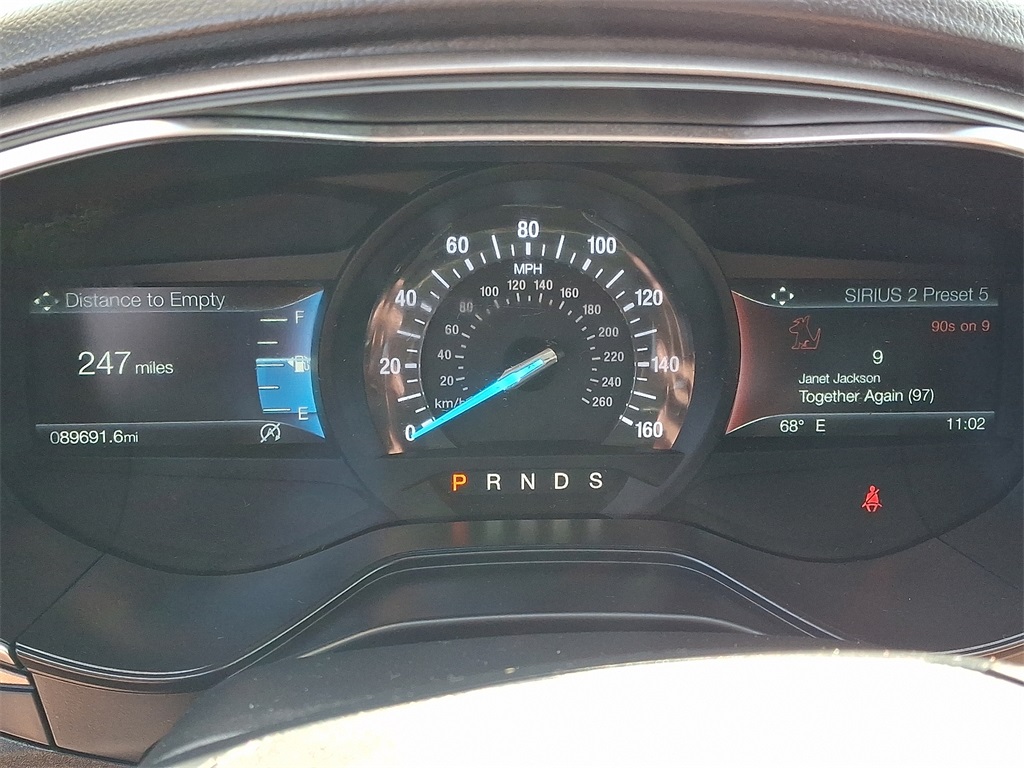 Distance to Empty
247 miles
F
E
089691.6mi
0 20 40 60 80 100 120 140 160
MPH
20 40 60 80 100 120 140 160 180 200 220 240 260
km/h
P R N D S
SIRIUS 2 Preset 5
90s on 9
9
Janet Jackson
Together Again (97)
68° E
11:02